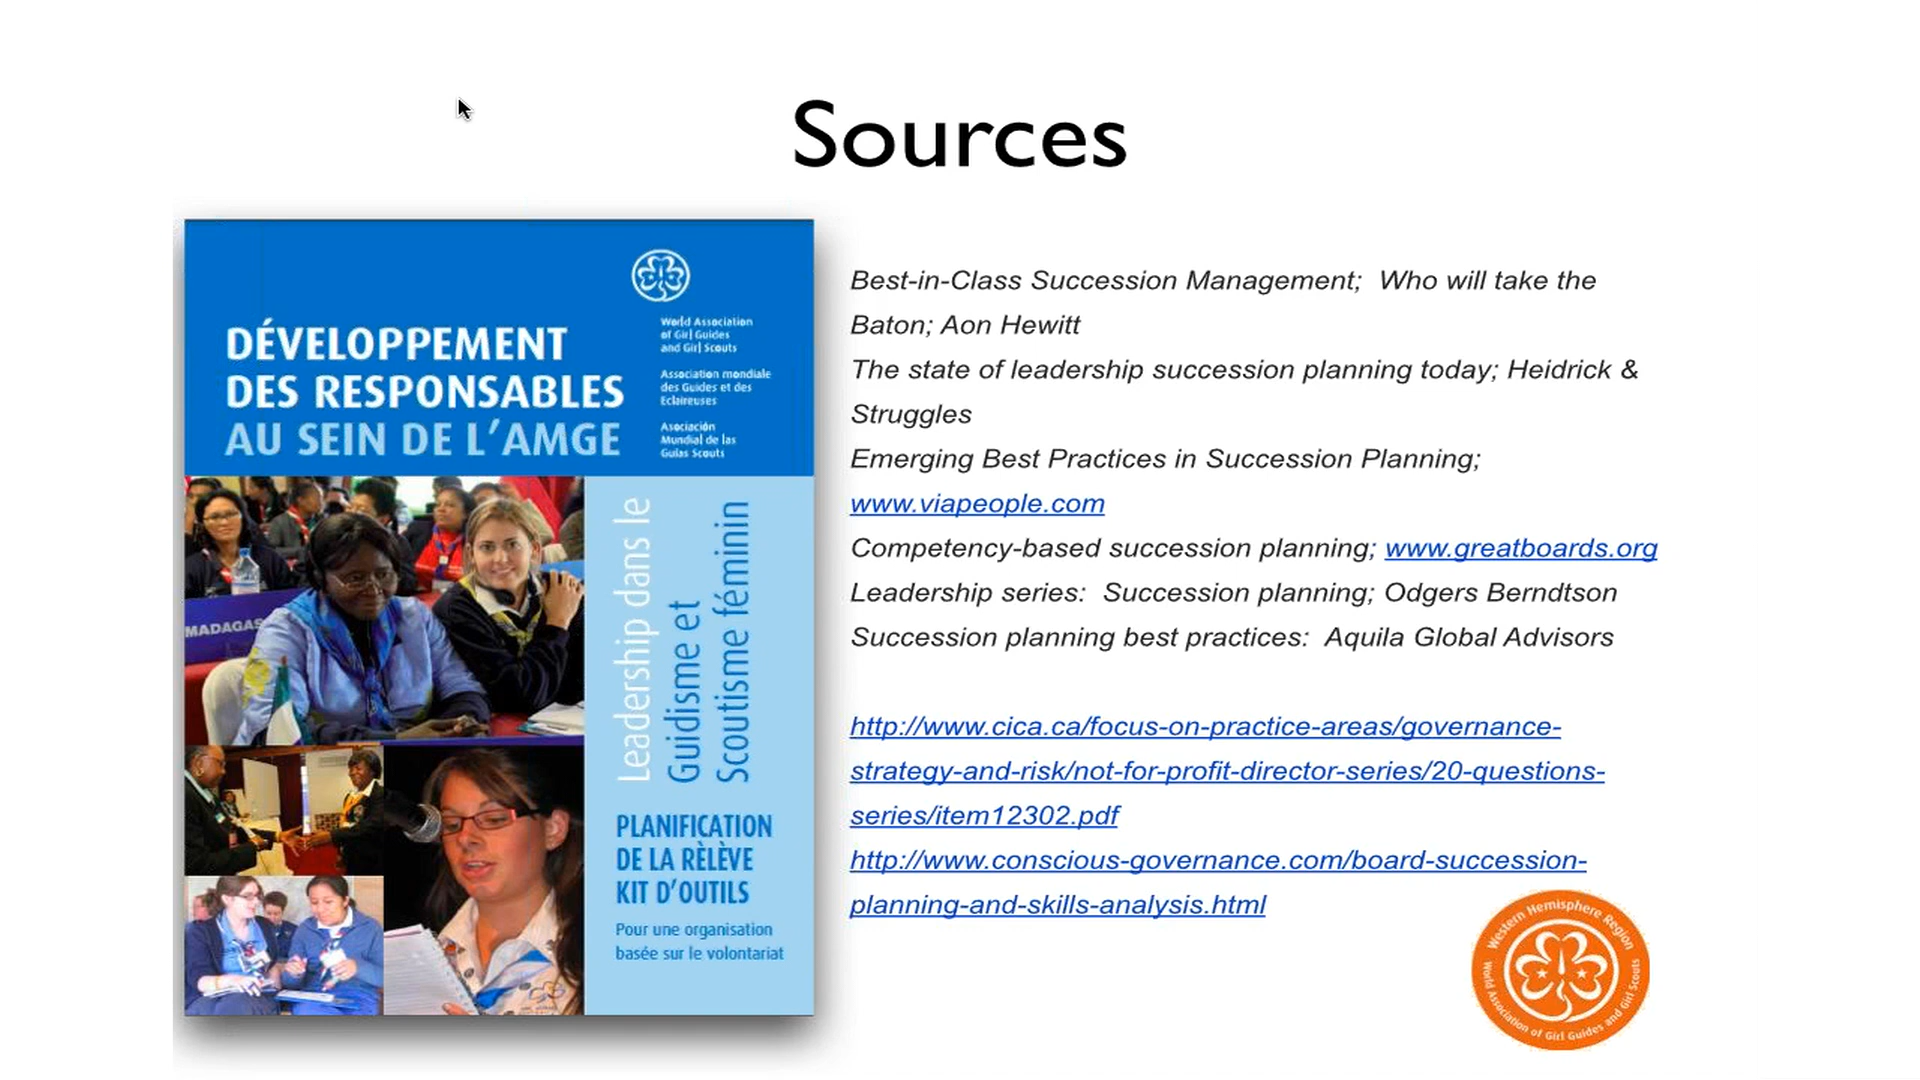 Sources
World Association
of Girl Guides
and Girl Scouts
Association mondiale
des Guides et des
Eclaireuses
Asociación
Mundial de las
Guías Scouts
DÉVELOPPEMENT
DES RESPONSABLES
AU SEIN DE L'AMGE
MADAGAS
Leadership dans le
Guidisme et
Scoutisme féminin
PLANIFICATION
DE LA RÈLÈVE
KIT D'OUTILS
Pour une organisation
basée sur le volontariat
Best-in-Class Succession Management;  Who will take the
Baton; Aon Hewitt
The state of leadership succession planning today; Heidrick &
Struggles
Emerging Best Practices in Succession Planning;
www.viapeople.com
Competency-based succession planning; www.greatboards.org
Leadership series:  Succession planning; Odgers Berndtson
Succession planning best practices:  Aquila Global Advisors
http://www.cica.ca/focus-on-practice-areas/governance-
strategy-and-risk/not-for-profit-director-series/20-questions-
series/item12302.pdf
http://www.conscious-governance.com/board-succession-
planning-and-skills-analysis.html
Western Hemisphere Region
World Association of Girl Guides and Girl Scouts